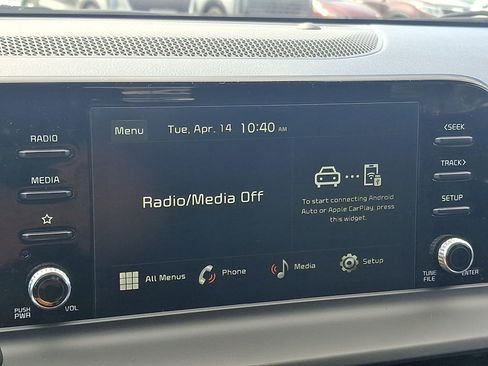 RADIO
MEDIA
PUSH
PWR
VOL
Menu
Tue, Apr. 14 10:40 AM
Radio/Media Off
To start connecting Android
Auto or Apple CarPlay, press
this widget.
All Menus
Phone
Media
Setup
<SEEK
TRACK>
SETUP
TUNE
FILE
ENTER